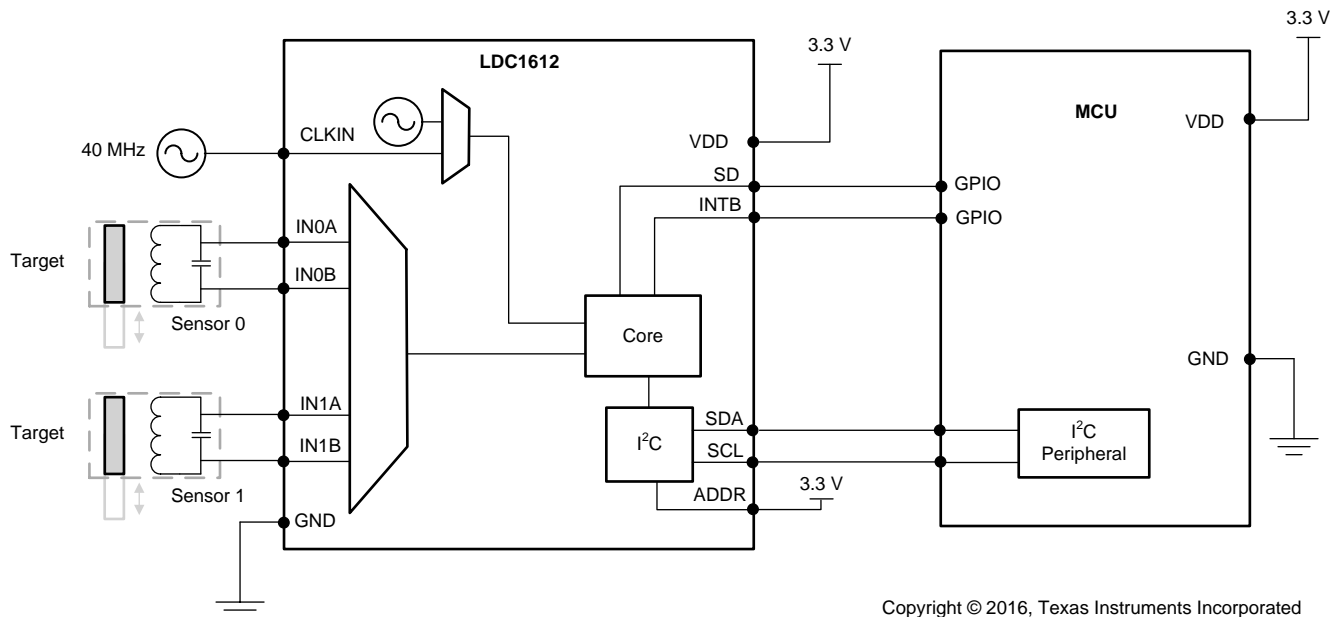 3.3 V
3.3 V
LDC1612
MCU
40 MHz
CLKIN
VDD
VDD
SD
GPIO
INTB
GPIO
Target
IN0A
IN0B
Sensor 0
Core
GND
Target
IN1A
IN1B
Sensor 1
I²C
SDA
SCL
ADDR
3.3 V
I²C
Peripheral
GND
Copyright © 2016, Texas Instruments Incorporated